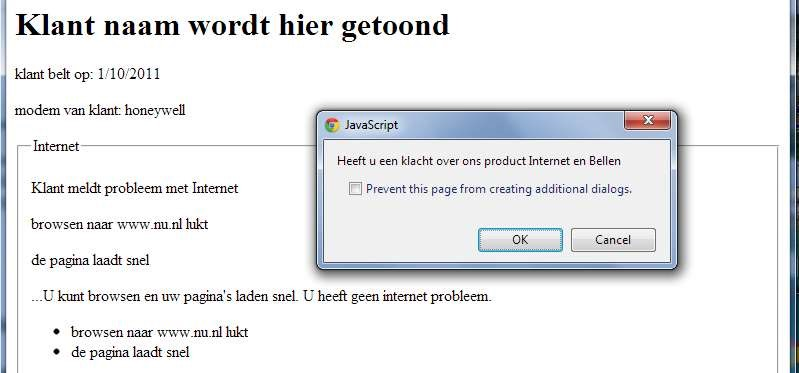 Klant naam wordt hier getoond
klant belt op: 1/10/2011
modem van klant: honeywell
Internet
Klant meldt probleem met Internet
browsen naar www.nu.nl lukt
de pagina laadt snel
...U kunt browsen en uw pagina's laden snel. U heeft geen internet probleem.
browsen naar www.nu.nl lukt
de pagina laadt snel
JavaScript
Heeft u een klacht over ons product Internet en Bellen
Prevent this page from creating additional dialogs.
OK
Cancel